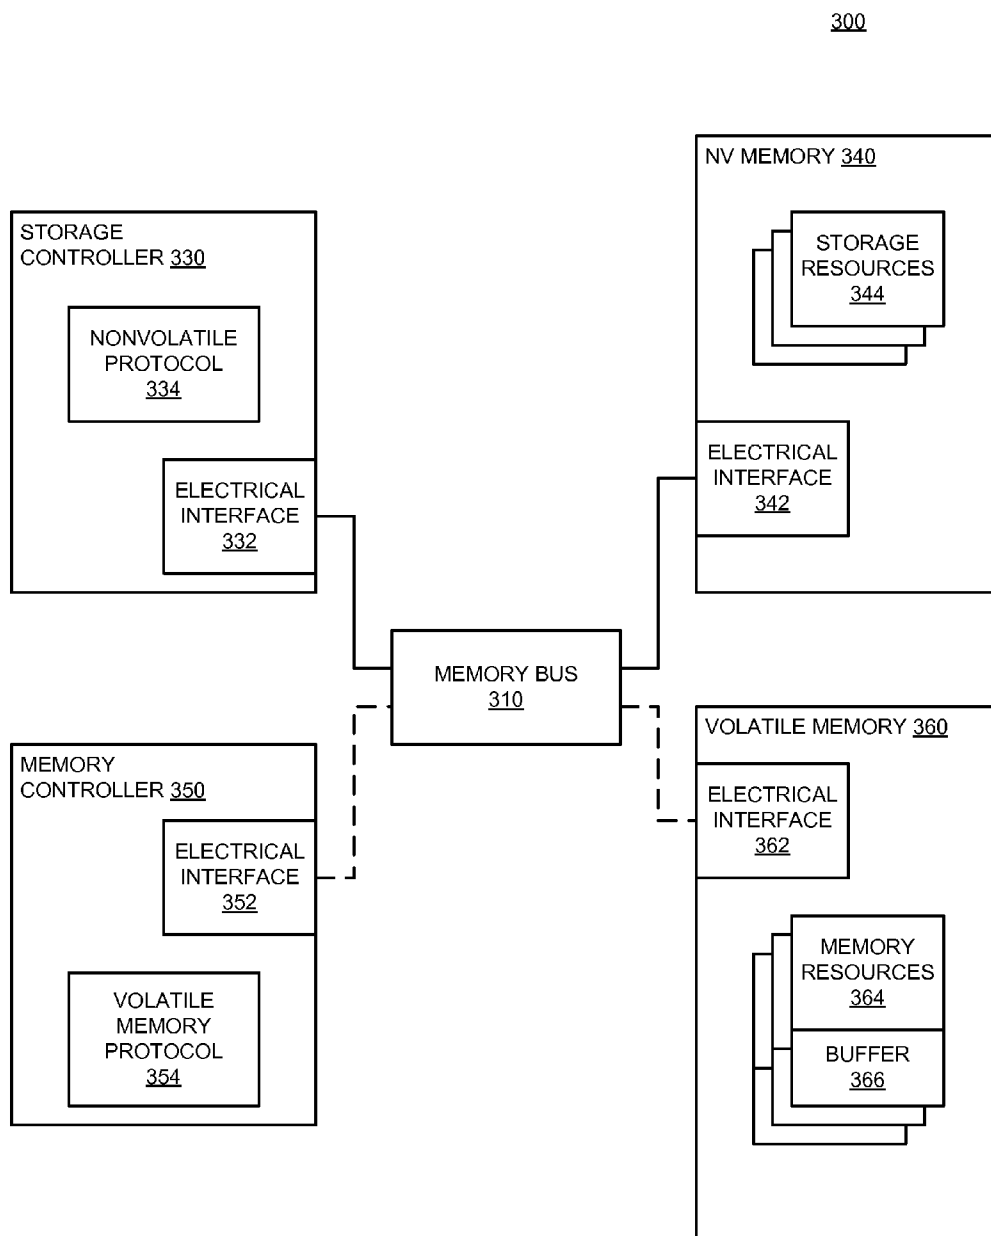 300
NV MEMORY 340
STORAGE
RESOURCES
344
ELECTRICAL
INTERFACE
342
STORAGE
CONTROLLER 330
NONVOLATILE
PROTOCOL
334
ELECTRICAL
INTERFACE
332
MEMORY BUS
310
MEMORY
CONTROLLER 350
ELECTRICAL
INTERFACE
352
VOLATILE
MEMORY
PROTOCOL
354
VOLATILE MEMORY 360
ELECTRICAL
INTERFACE
362
MEMORY
RESOURCES
364
BUFFER
366